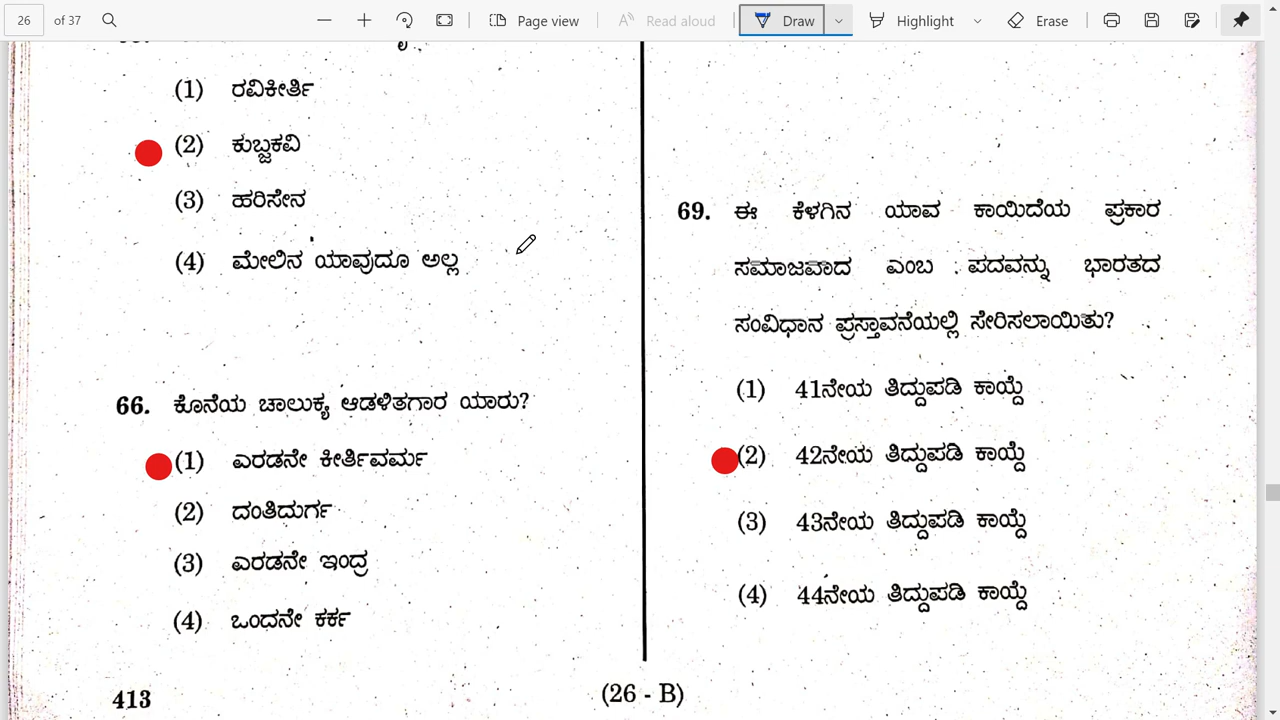 26 of 37 Page view Read aloud Draw Highlight Erase
(1) ರವಿಕೀರ್ತಿ
(2) ಕುಬ್ಜಕವಿ
(3) ಹರಿಸೇನ
(4) ಮೇಲಿನ ಯಾವುದೂ ಅಲ್ಲ
66. ಕೊನೆಯ ಚಾಲುಕ್ಯ ಆಡಳಿತಗಾರ ಯಾರು?
(1) ಎರಡನೇ ಕೀರ್ತಿವರ್ಮ
(2) ದಂತಿದುರ್ಗ
(3) ಎರಡನೇ ಇಂದ್ರ
(4) ಒಂದನೇ ಕರ್ಕ
413
69. ಈ ಕೆಳಗಿನ ಯಾವ ಕಾಯಿದೆಯ ಪ್ರಕಾರ
ಸಮಾಜವಾದ ಎಂಬ ಪದವನ್ನು ಭಾರತದ
ಸಂವಿಧಾನ ಪ್ರಸ್ತಾವನೆಯಲ್ಲಿ ಸೇರಿಸಲಾಯಿತು?
(1) 41ನೇಯ ತಿದ್ದುಪಡಿ ಕಾಯ್ದೆ
(2) 42ನೇಯ ತಿದ್ದುಪಡಿ ಕಾಯ್ದೆ
(3) 43ನೇಯ ತಿದ್ದುಪಡಿ ಕಾಯ್ದೆ
(4) 44ನೇಯ ತಿದ್ದುಪಡಿ ಕಾಯ್ದೆ
(26 - B)